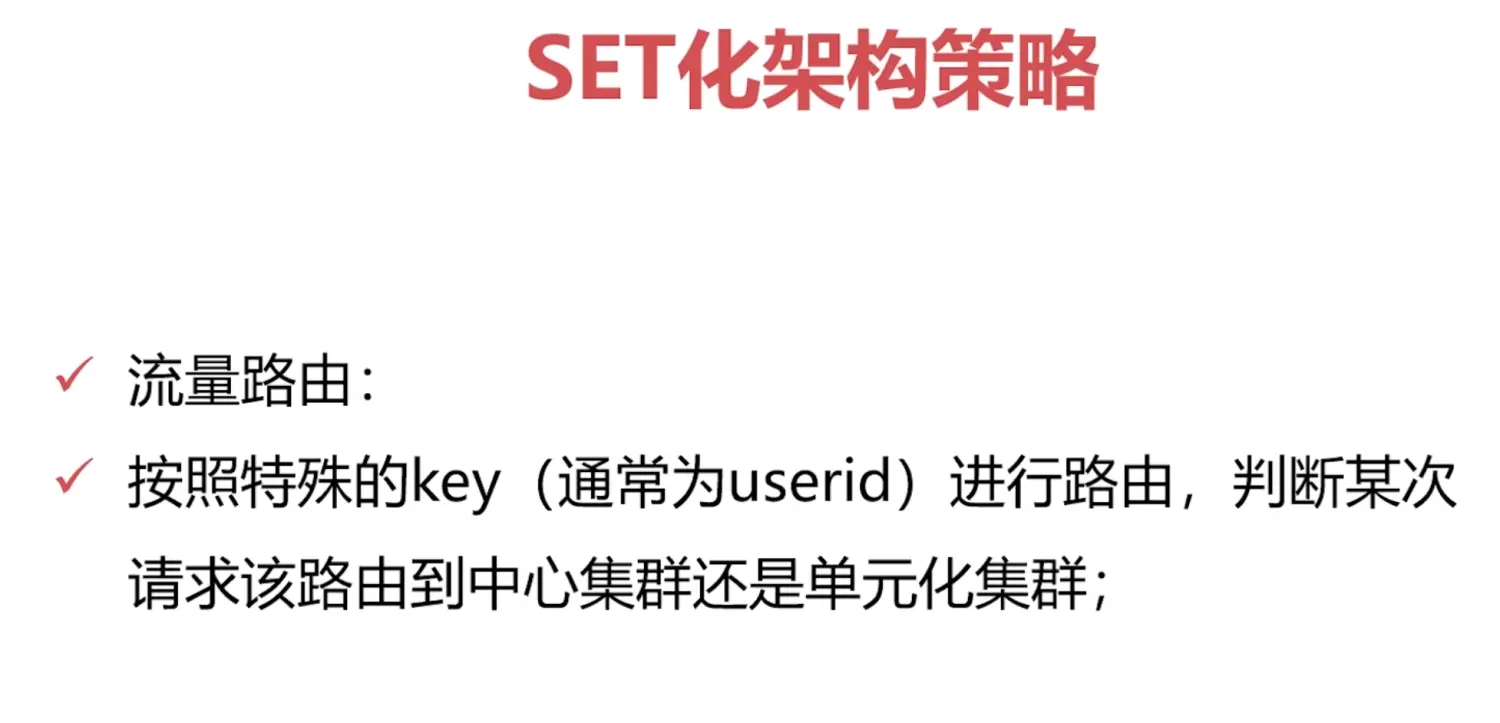 SET化架构策略
流量路由：
按照特殊的key（通常为userid）进行路由，判断某次
请求该路由到中心集群还是单元化集群；